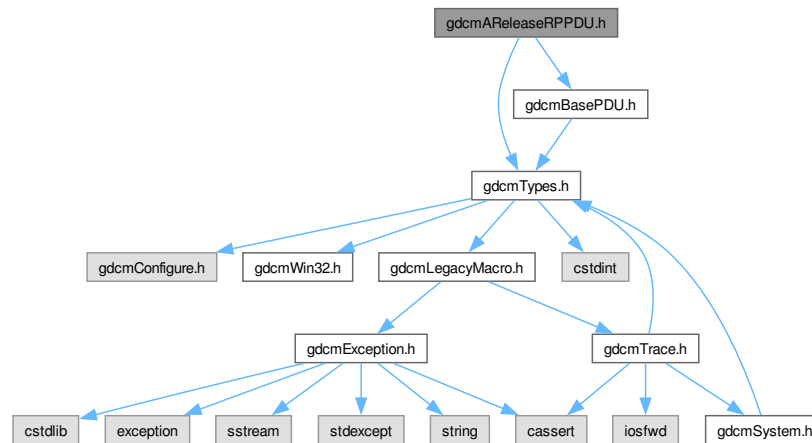 gdcmAReleaseRPPDU.h
gdcmBasePDU.h
gdcmTypes.h
gdcmConfigure.h
gdcmWin32.h
gdcmLegacyMacro.h
cstdint
gdcmException.h
gdcmTrace.h
cstdlib
exception
sstream
stdexcept
string
cassert
iosfwd
gdcmSystem.h